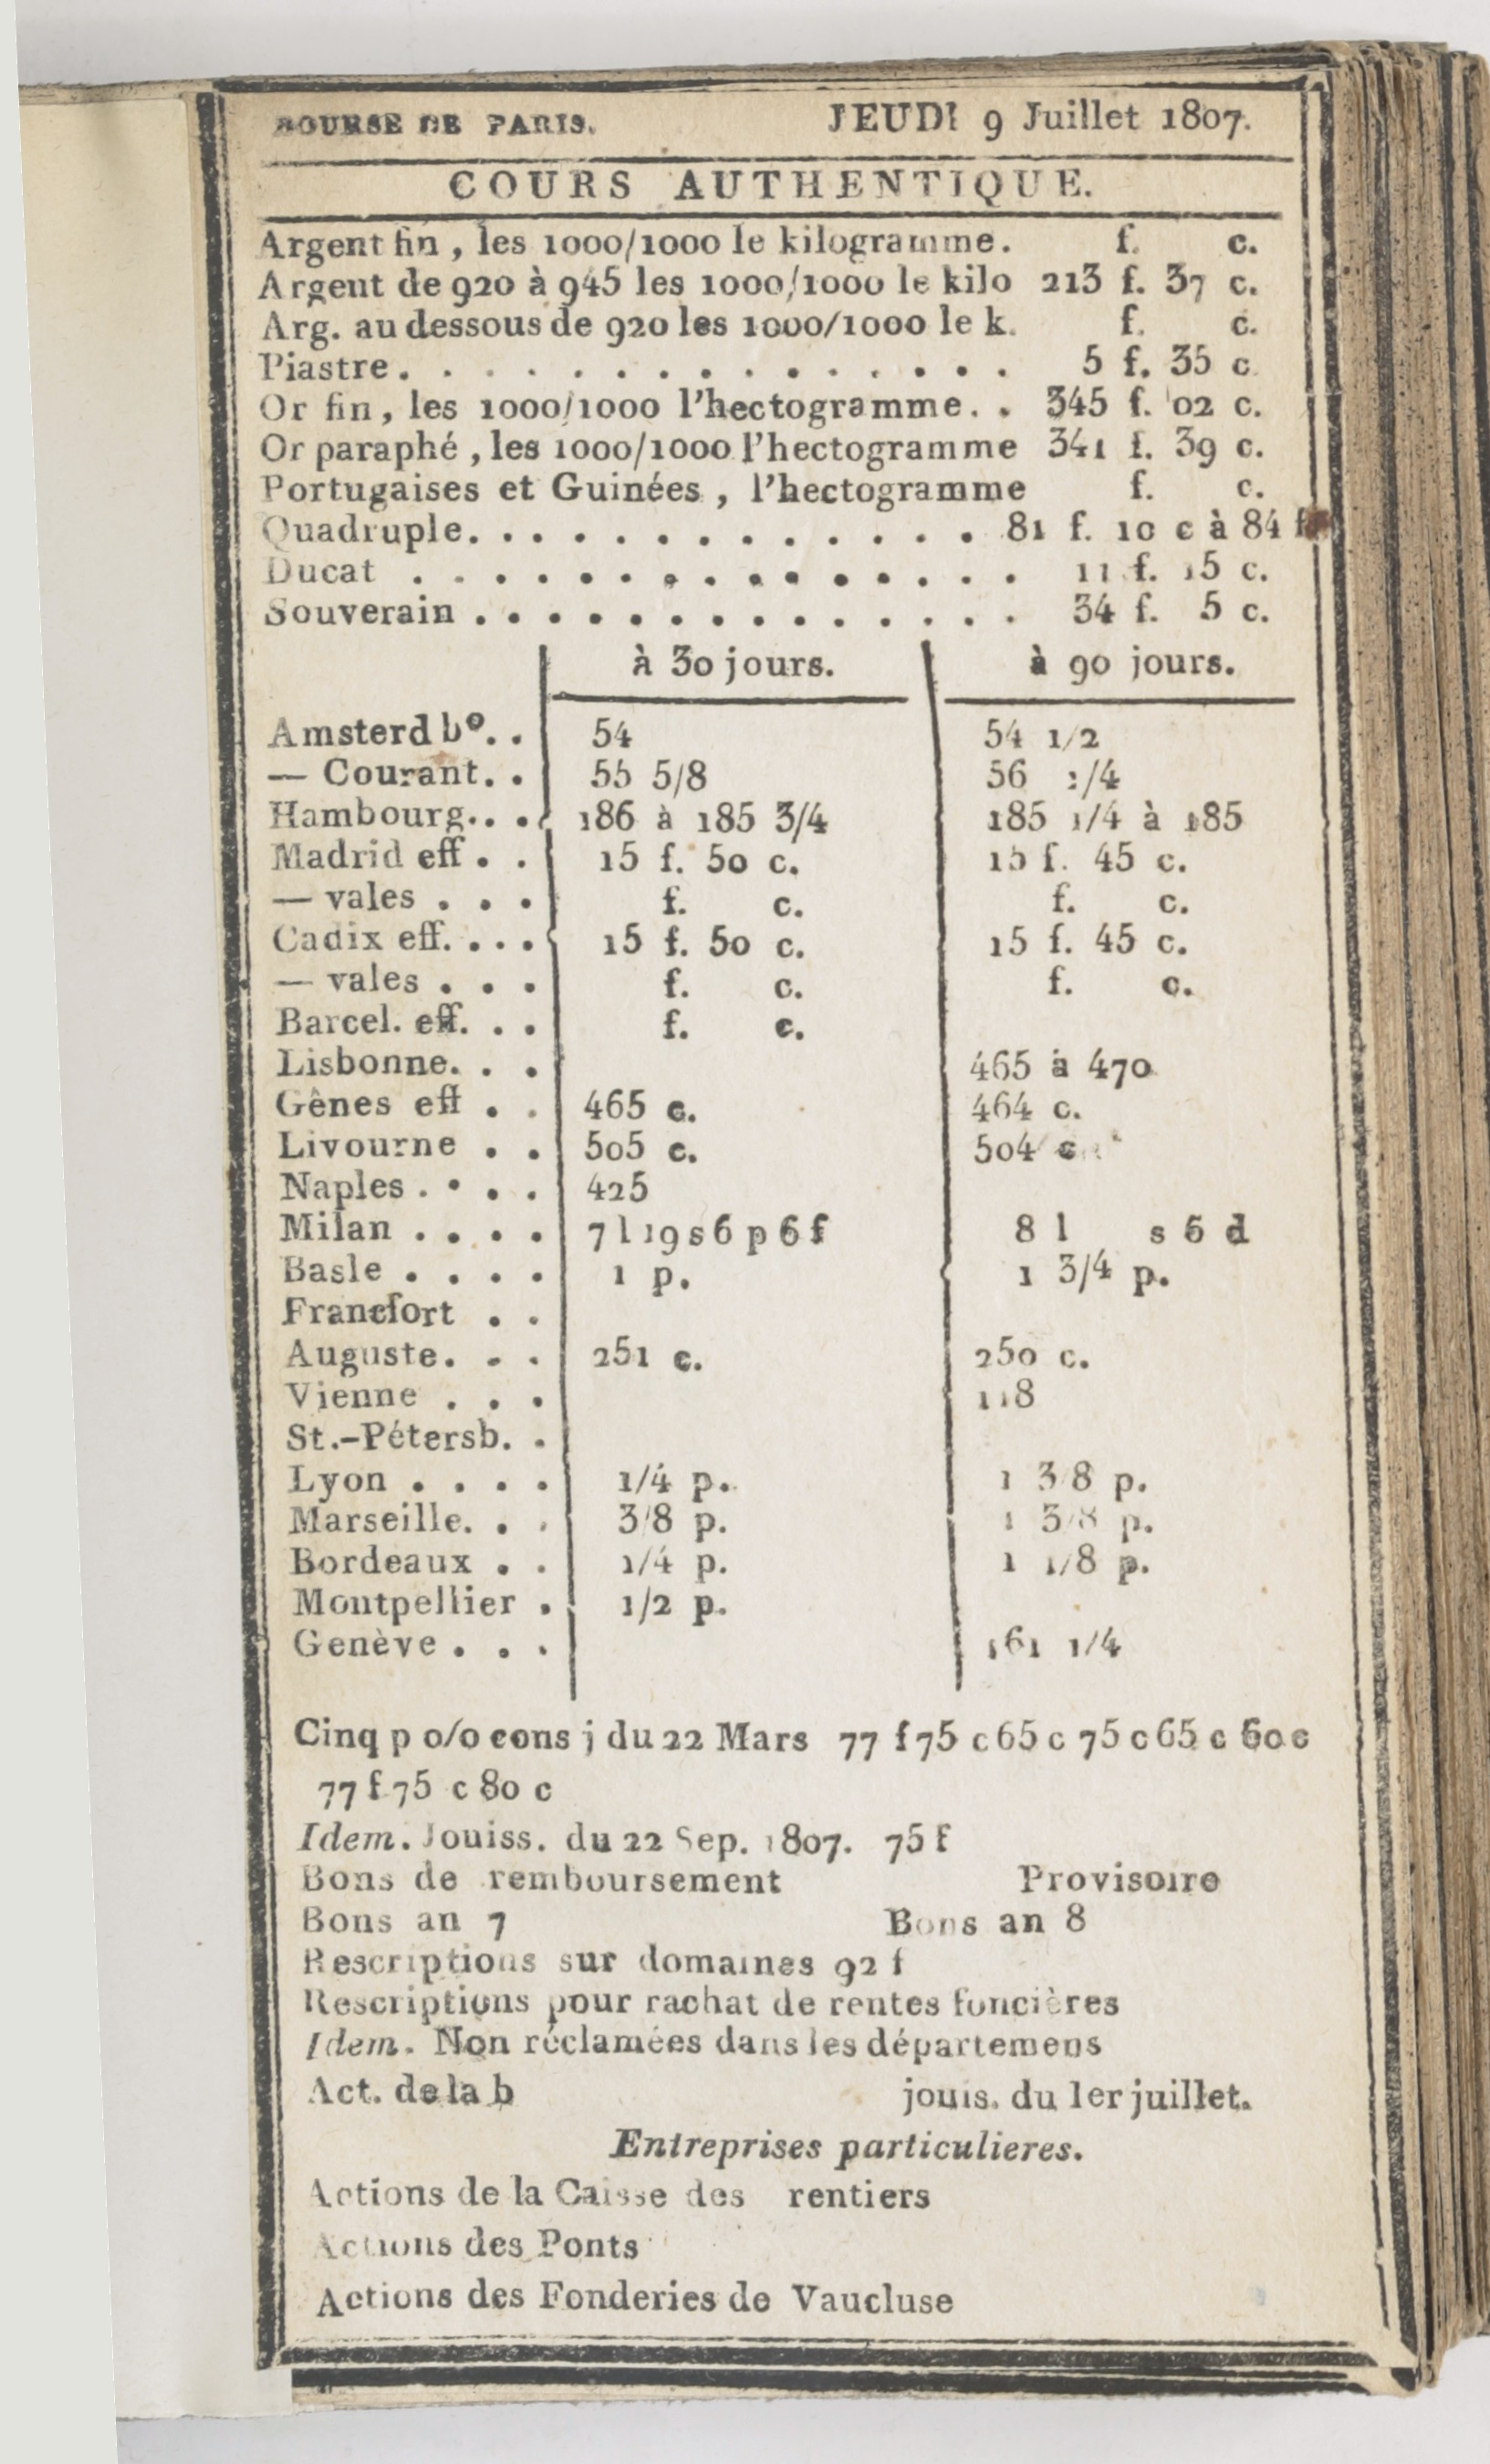 BOURSE DE PARIS. JEUDI 9 Juillet 1807.
COURS AUTHENTIQUE.
Argent fin, les 1000/1000 le kilogramme. f. c.
Argent de 920 à 945 les 1000/1000 le kilo 213 f. 37 c.
Arg. au dessous de 920 les 1000/1000 le k. f. c.
Piastre. . . . . . . . . . . . . . . 5 f. 35 c.
Or fin, les 1000/1000 l'hectogramme. . 345 f. 02 c.
Or paraphé, les 1000/1000 l'hectogramme 341 f. 39 c.
Portugaises et Guinées, l'hectogramme f. c.
Quadruple. . . . . . . . . . . . . . 81 f. 10 c à 84 f
Ducat . . . . . . . . . . . . . . . 11 f. 15 c.
Souverain . . . . . . . . . . . . . . 34 f. 5 c.
à 30 jours. à 90 jours.
Amsterd bo. . 54 54 1/2
— Courant. . 55 5/8 56 1/4
Hambourg. . . 186 à 185 3/4 185 1/4 à 185
Madrid eff . . 15 f. 50 c. 15 f. 45 c.
— vales . . . f. c. f. c.
Cadix eff. . . . 15 f. 50 c. 15 f. 45 c.
— vales . . . f. c. f. c.
Barcel. eff. . . f. c.
Lisbonne. . . 465 à 470
Gênes eff . . 465 c. 464 c.
Livourne . . 505 c. 504 c
Naples . . . . 425
Milan . . . . 7 l 19 s 6 p 6 f 8 l s 6 d
Basle . . . . 1 p. 1 3/4 p.
Francfort . .
Auguste. . . 251 c. 250 c.
Vienne . . . 118
St.-Pétersb. .
Lyon . . . . 1/4 p. 1 3/8 p.
Marseille. . . 3/8 p. 1 3/8 p.
Bordeaux . . 1/4 p. 1 1/8 p.
Montpellier . 1/2 p.
Genève . . . 161 1/4
Cinq p 0/0 cons j du 22 Mars 77 f 75 c 65 c 75 c 65 c 60 c
77 f 75 c 80 c
Idem. Jouiss. du 22 Sep. 1807. 75 f
Bons de remboursement Provisoire
Bons an 7 Bons an 8
Rescriptions sur domaines 92 f
Rescriptions pour rachat de rentes foncières
Idem. Non réclamées dans les départemens
Act. de la b jouis. du 1er juillet.
Entreprises particulieres.
Actions de la Caisse des rentiers
Actions des Ponts
Actions des Fonderies de Vaucluse